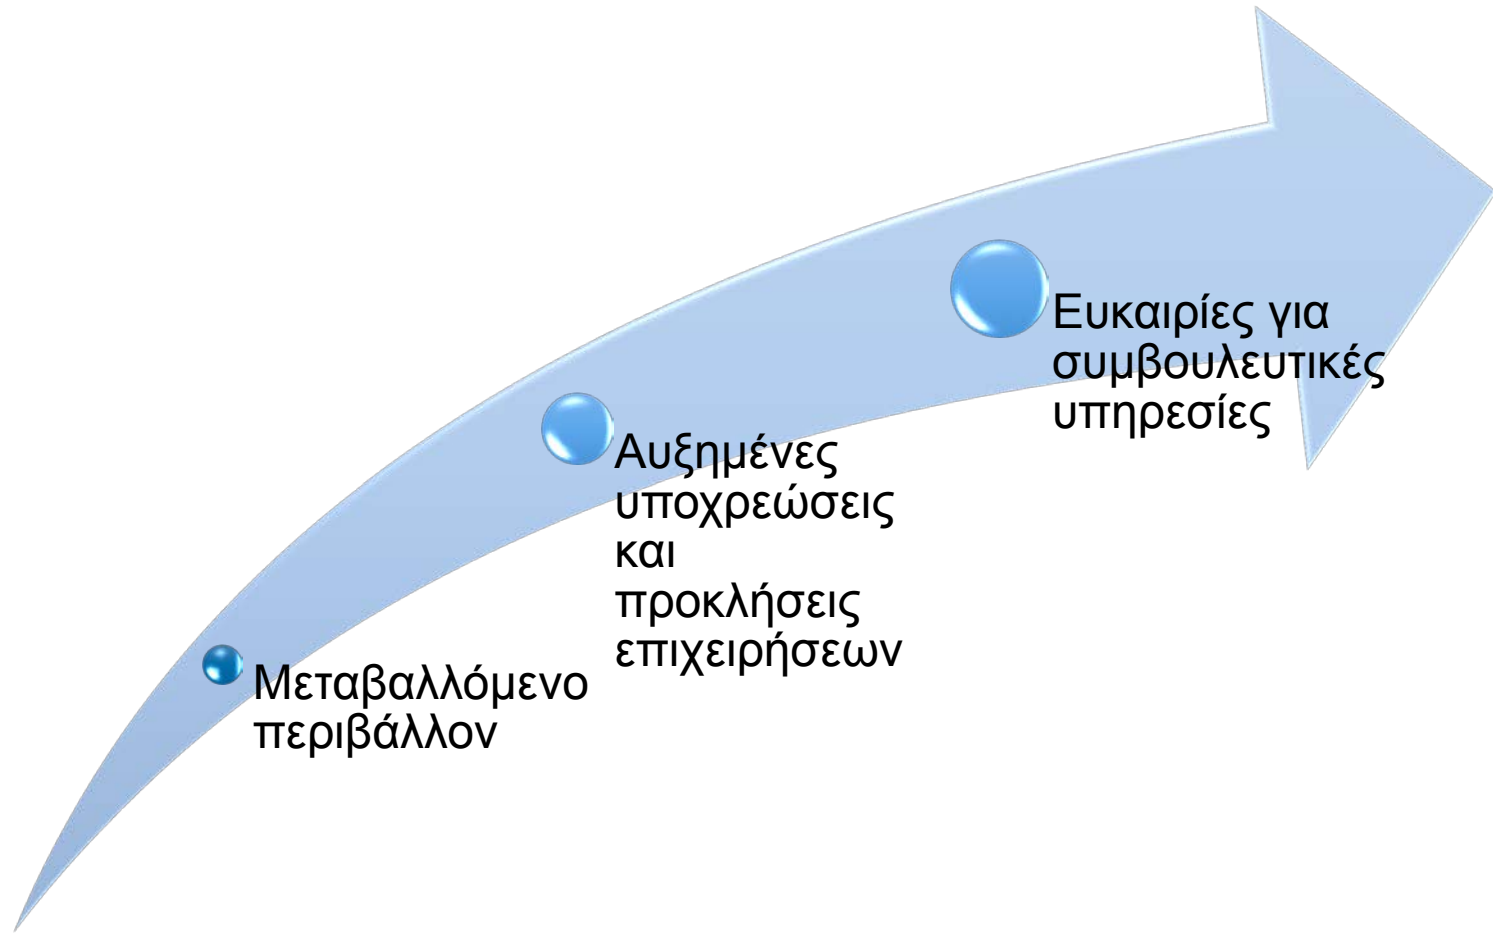 Ευκαιρίες για
συμβουλευτικές
υπηρεσίες
Αυξημένες
υποχρεώσεις
και
προκλήσεις
επιχειρήσεων
Μεταβαλλόμενο
περιβάλλον